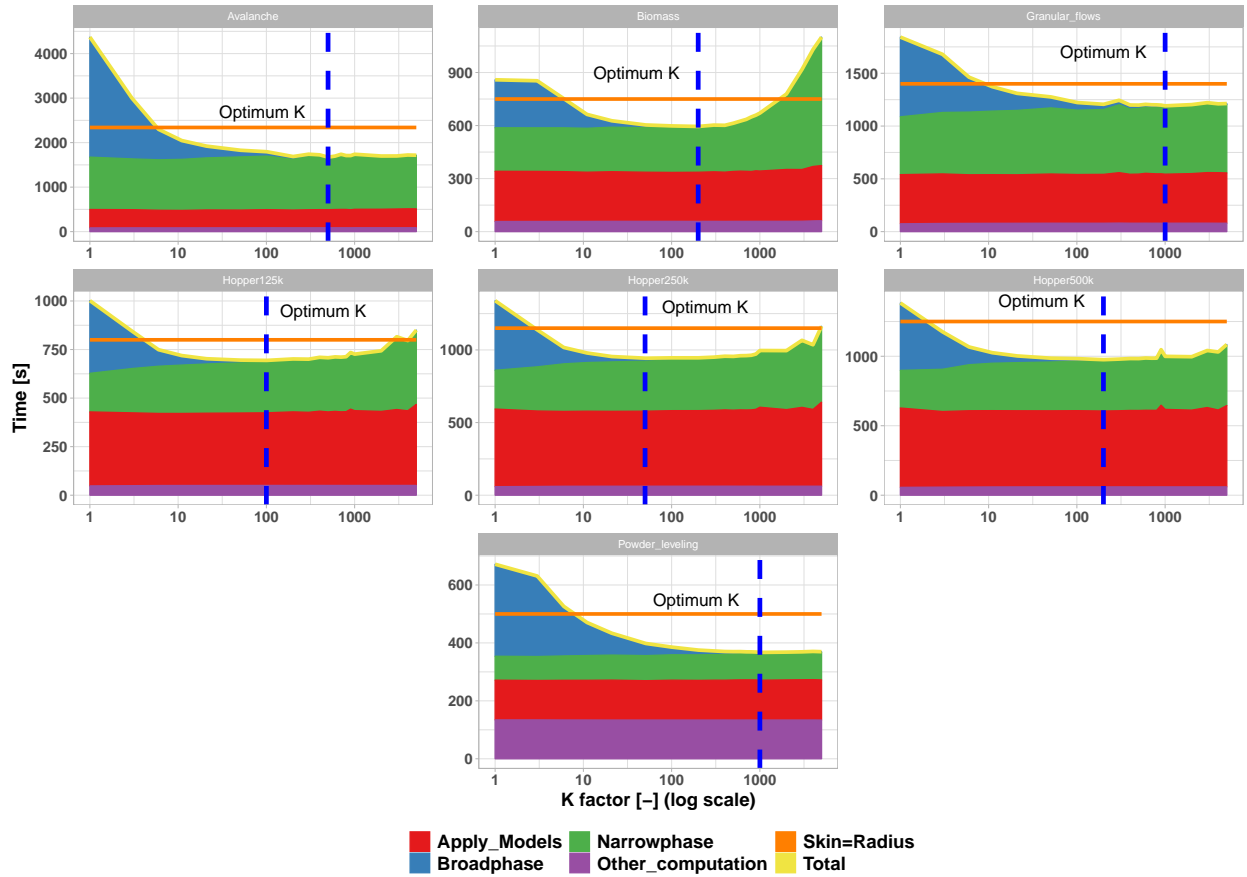 Avalanche
Biomass
Granular_flows
4000
3000
2000
1000
0
Optimum K
1 10 100 1000
900
600
300
0
Optimum K
1 10 100 1000
1500
1000
500
0
Optimum K
1 10 100 1000
Hopper125k
Hopper250k
Hopper500k
Time [s]
1000
750
500
250
0
Optimum K
1 10 100 1000
1000
500
0
Optimum K
1 10 100 1000
1000
500
0
Optimum K
1 10 100 1000
Powder_leveling
600
400
200
0
Optimum K
1 10 100 1000
K factor [−] (log scale)
Apply_Models Narrowphase Skin=Radius
Broadphase Other_computation Total